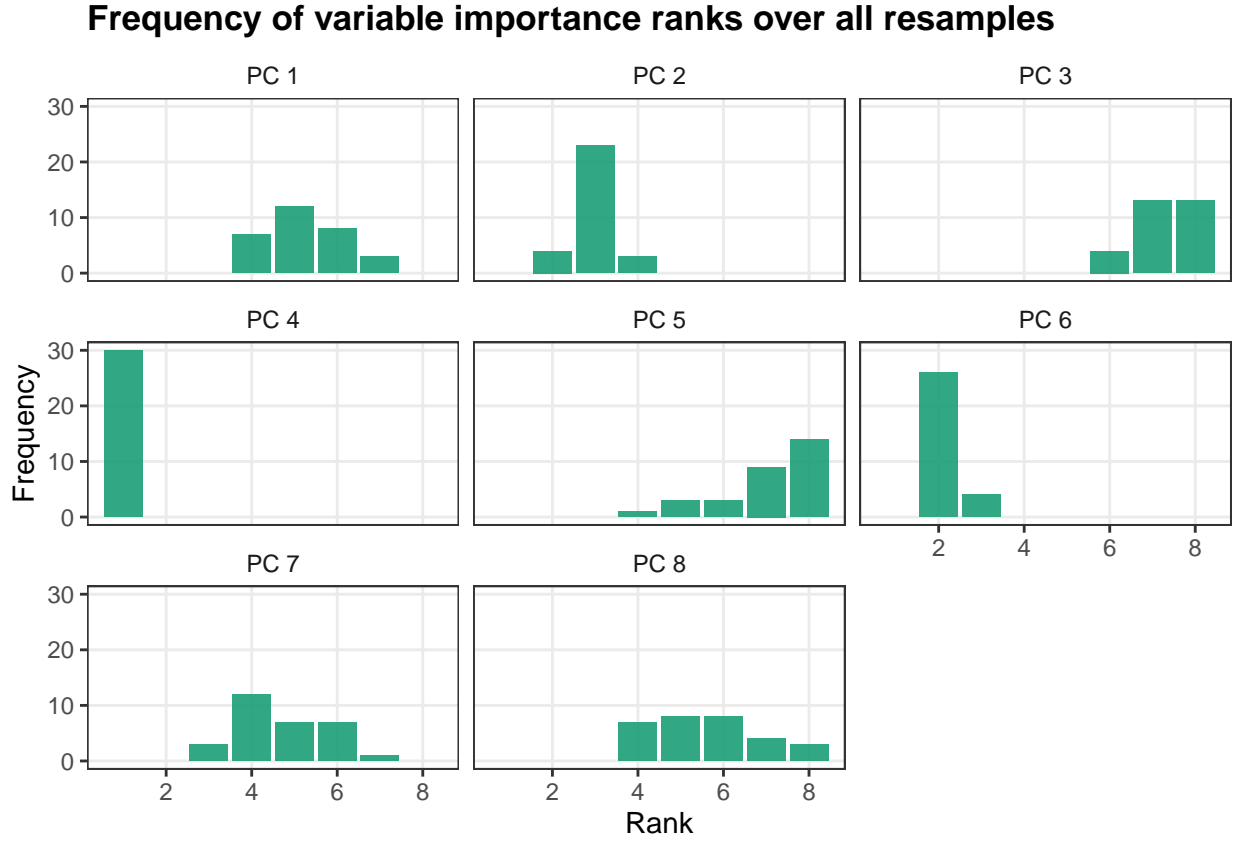 Frequency of variable importance ranks over all resamples
PC 1
PC 2
PC 3
30
20
10
0
PC 4
PC 5
PC 6
30
20
10
0
2 4 6 8
PC 7
PC 8
30
20
10
0
2 4 6 8
2 4 6 8
Frequency
Rank